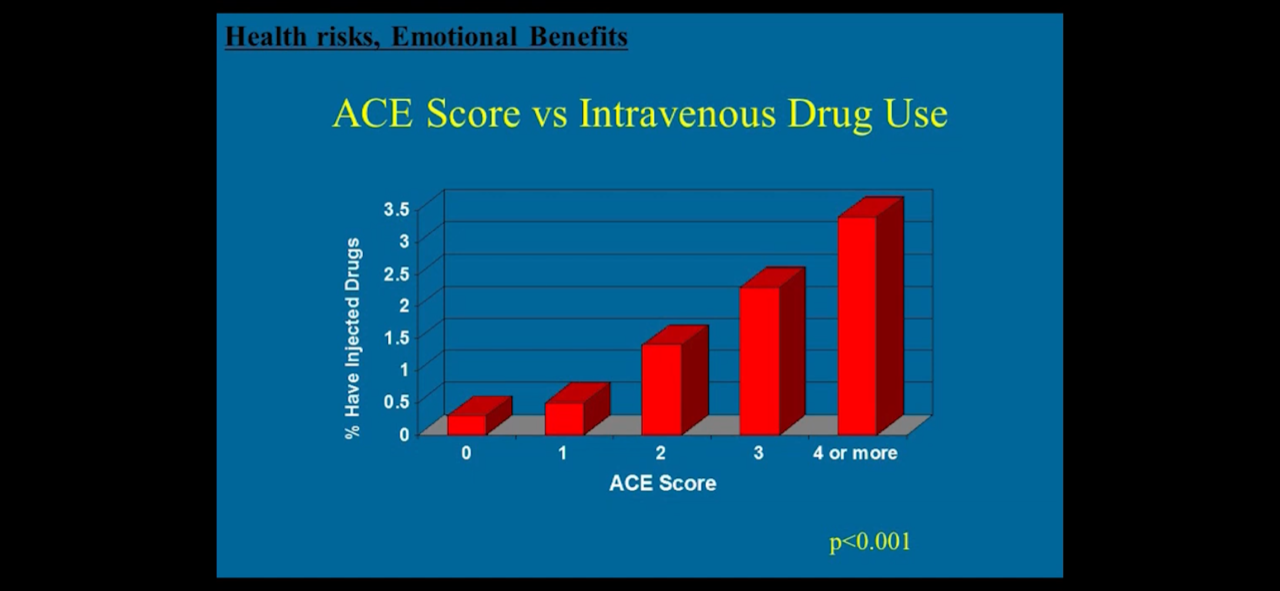 Health risks, Emotional Benefits
ACE Score vs Intravenous Drug Use
% Have Injected Drugs
3.5
3
2.5
2
1.5
1
0.5
0
0 1 2 3 4 or more
ACE Score
p<0.001